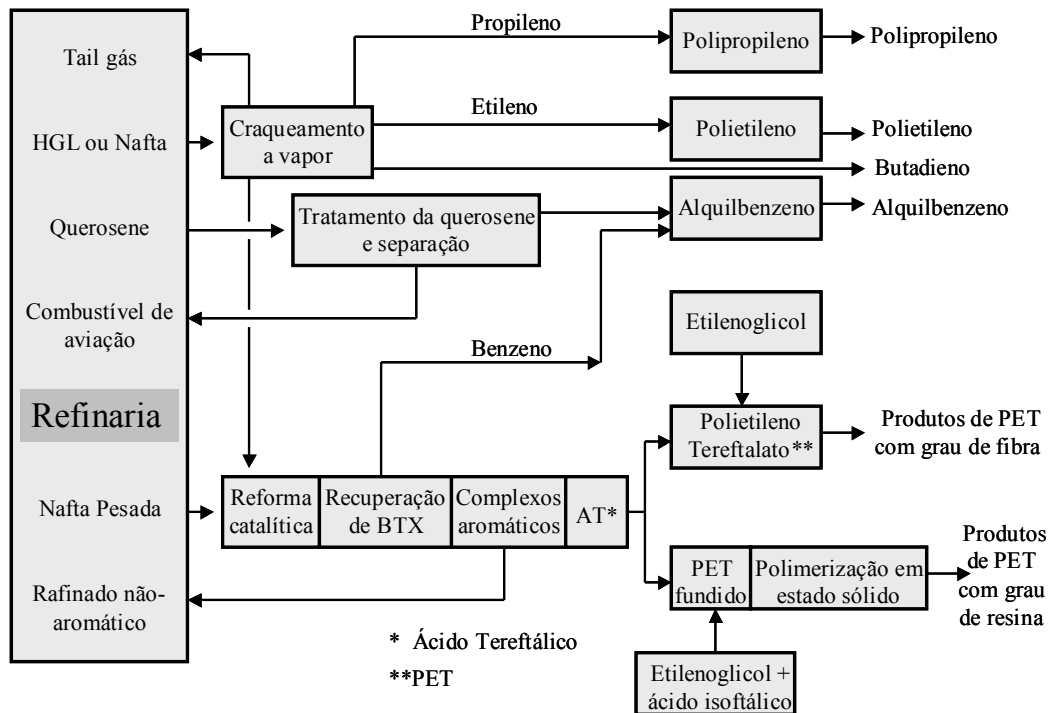 Propileno
Polipropileno
Polipropileno
Tail gás
Etileno
HGL ou Nafta
Craqueamento
a vapor
Polietileno
Polietileno
Butadieno
Querosene
Tratamento da querosene
e separação
Alquilbenzeno
Alquilbenzeno
Combustível de
aviação
Etilenoglicol
Benzeno
Refinaria
Polietileno
Tereftalato**
Produtos de PET
com grau de fibra
Nafta Pesada
Reforma
catalítica
Recuperação
de BTX
Complexos
aromáticos
AT*
PET
fundido
Polimerização em
estado sólido
Produtos
de PET
com grau
de resina
Rafinado não-
aromático
* Ácido Tereftálico
**PET
Etilenoglicol +
ácido isoftálico